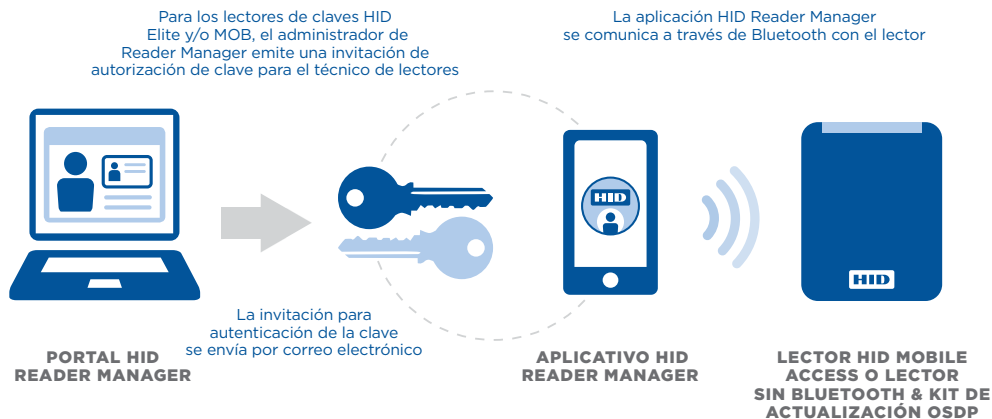 Para los lectores de claves HID
Elite y/o MOB, el administrador de
Reader Manager emite una invitación de
autorización de clave para el técnico de lectores
La aplicación HID Reader Manager
se comunica a través de Bluetooth con el lector
HID
HID
La invitación para
autenticación de la clave
se envía por correo electrónico
PORTAL HID
READER MANAGER
APLICATIVO HID
READER MANAGER
LECTOR HID MOBILE
ACCESS O LECTOR
SIN BLUETOOTH & KIT DE
ACTUALIZACIÓN OSDP